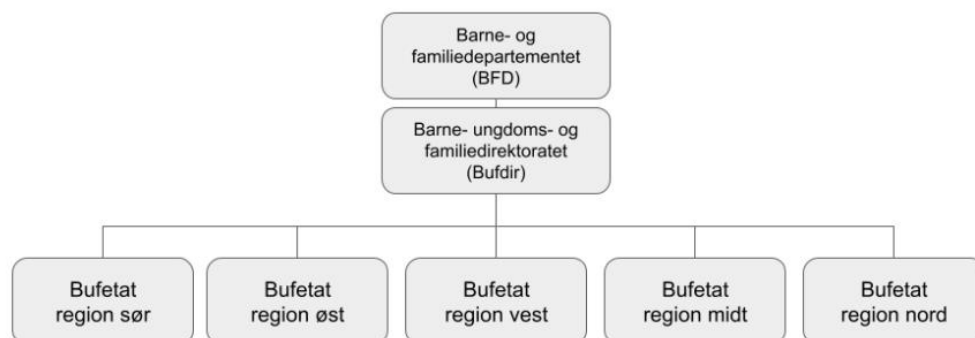 Barne- og
familiedepartementet
(BFD)
Barne- ungdoms- og
familiedirektoratet
(Bufdir)
Bufetat
region sør
Bufetat
region øst
Bufetat
region vest
Bufetat
region midt
Bufetat
region nord